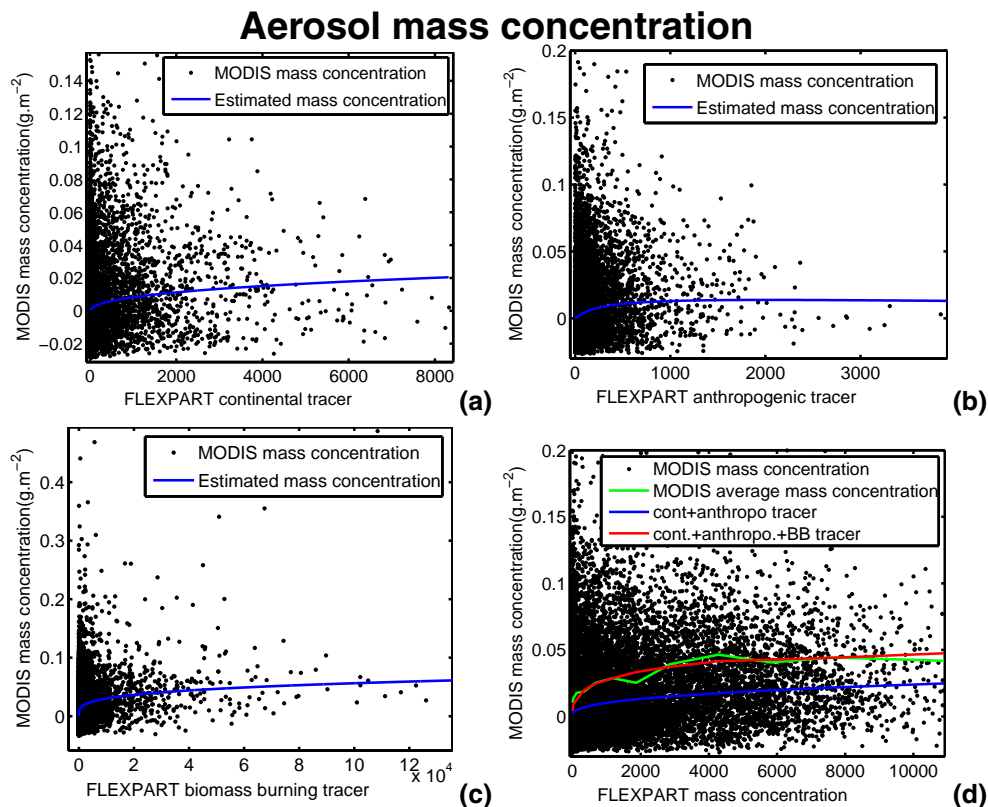 Aerosol mass concentration
MODIS mass concentration(g.m−2)
0.14
0.12
0.1
0.08
0.06
0.04
0.02
0
−0.02
MODIS mass concentration
Estimated mass concentration
0 2000 4000 6000 8000
FLEXPART continental tracer
(a)
MODIS mass concentration(g.m−2)
0.2
0.15
0.1
0.05
0
MODIS mass concentration
Estimated mass concentration
0 1000 2000 3000
FLEXPART anthropogenic tracer
(b)
MODIS mass concentration(g.m−2)
0.4
0.3
0.2
0.1
0
MODIS mass concentration
Estimated mass concentration
0 2 4 6 8 10 12
x 10⁴
FLEXPART biomass burning tracer
(c)
MODIS mass concentration(g.m−2)
0.2
0.15
0.1
0.05
0
MODIS mass concentration
MODIS average mass concentration
cont+anthropo tracer
cont.+anthropo.+BB tracer
0 2000 4000 6000 8000 10000
FLEXPART mass concentration
(d)